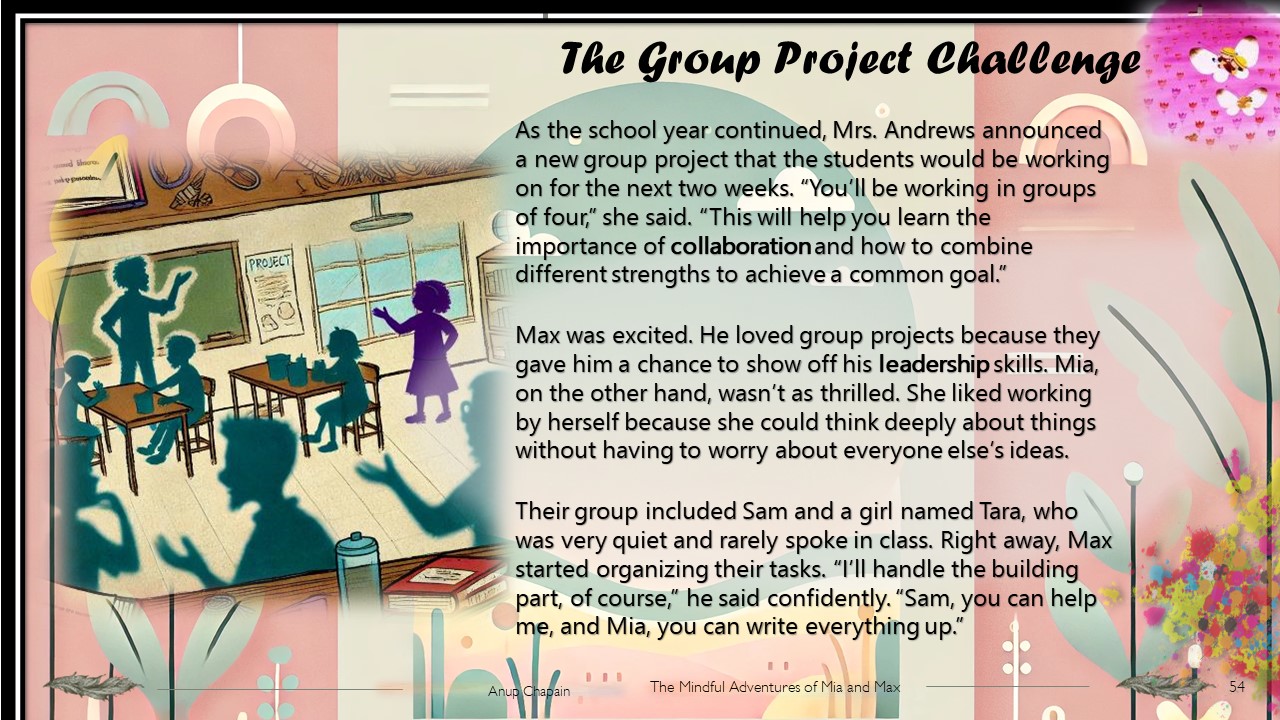 The Group Project Challenge
As the school year continued, Mrs. Andrews announced
a new group project that the students would be working
on for the next two weeks. “You’ll be working in groups
of four,” she said. “This will help you learn the
importance of collaboration and how to combine
different strengths to achieve a common goal.”
Max was excited. He loved group projects because they
gave him a chance to show off his leadership skills. Mia,
on the other hand, wasn’t as thrilled. She liked working
by herself because she could think deeply about things
without having to worry about everyone else’s ideas.
Their group included Sam and a girl named Tara, who
was very quiet and rarely spoke in class. Right away, Max
started organizing their tasks. “I’ll handle the building
part, of course,” he said confidently. “Sam, you can help
me, and Mia, you can write everything up.”
PROJECT
Anup Chapain
The Mindful Adventures of Mia and Max
54